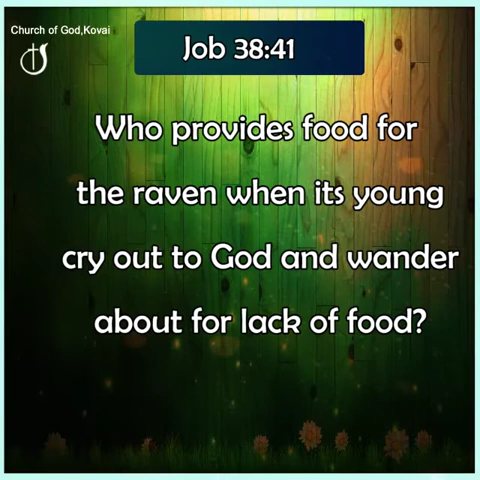 Church of God,Kovai
Job 38:41
Who provides food for
the raven when its young
cry out to God and wander
about for lack of food?